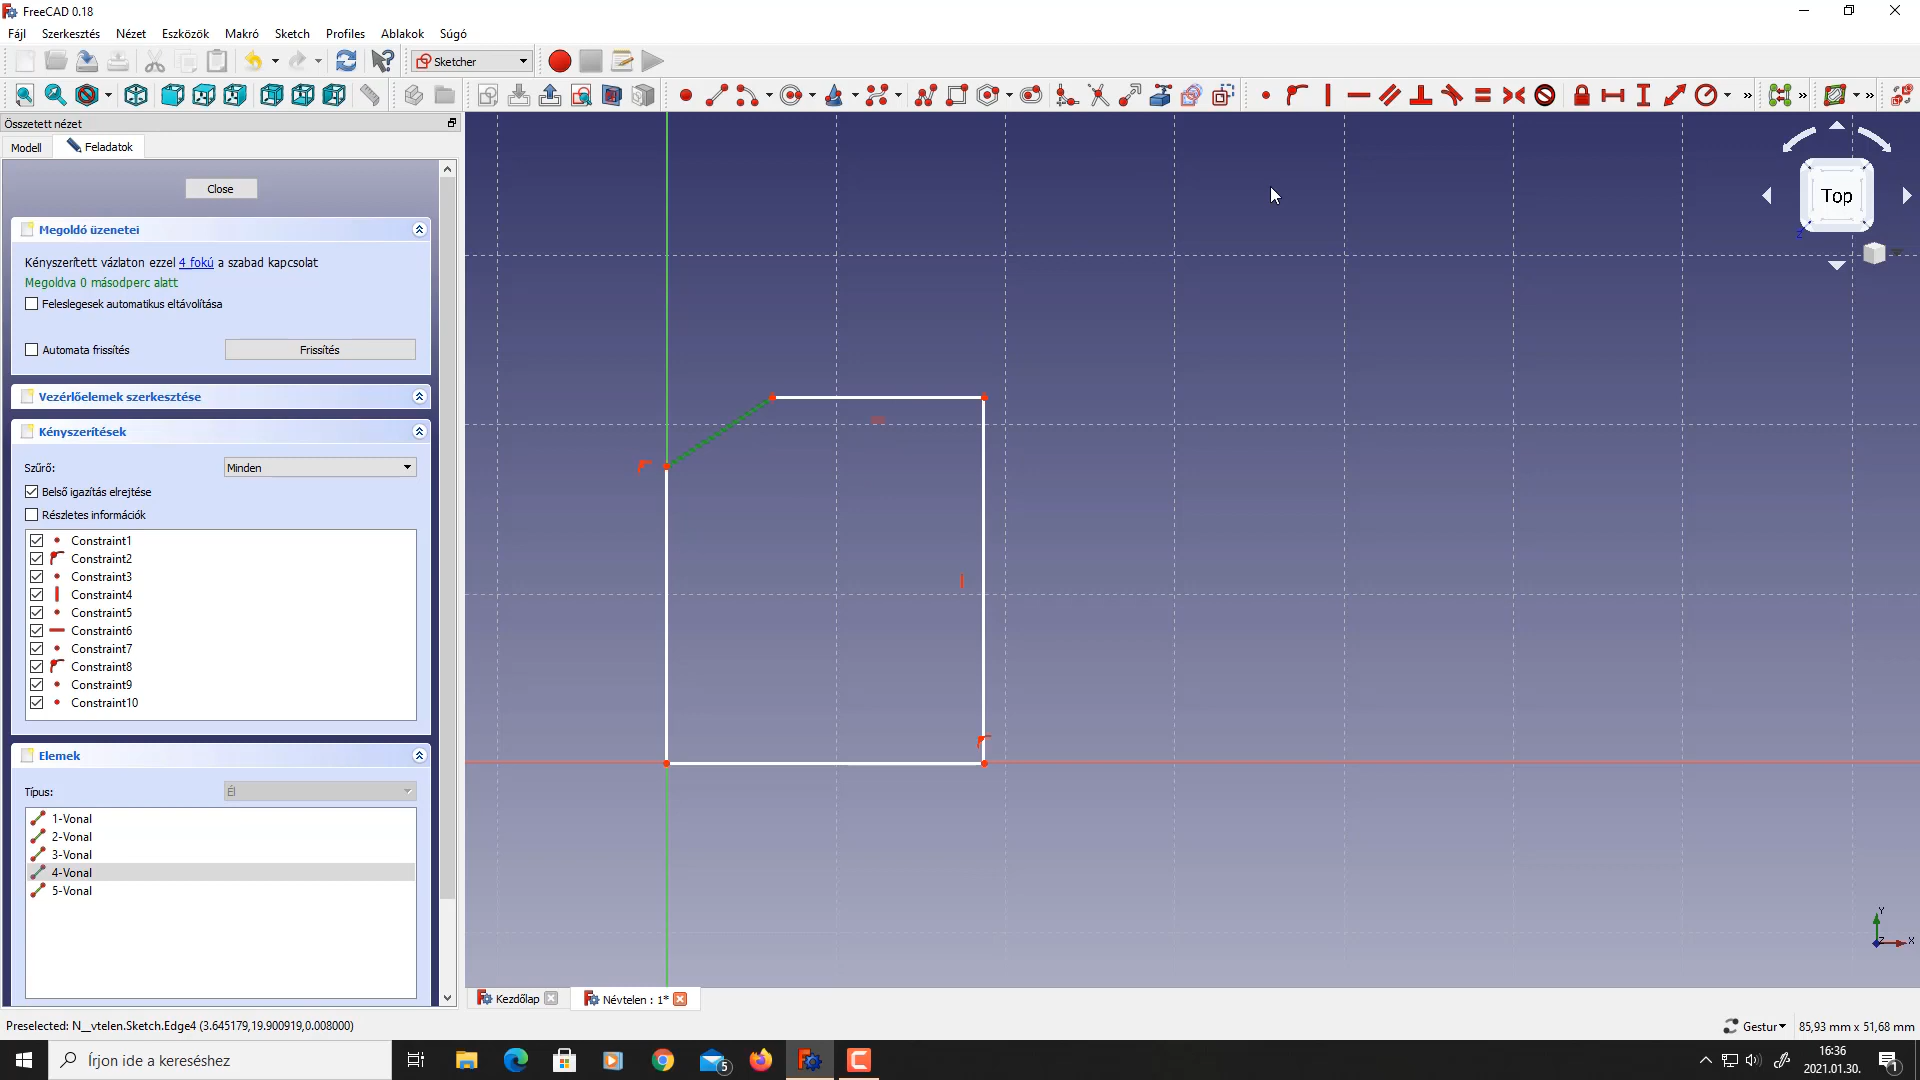 FreeCAD 0.18
Fájl Szerkesztés Nézet Eszközök Makró Sketch Profiles Ablakok Súgó
Sketcher
Összetett nézet
Modell Feladatok
Close
Megoldó üzenetei
Kényszerített vázlaton ezzel 4 fokú a szabad kapcsolat
Megoldva 0 másodperc alatt
Feleslegesek automatikus eltávolítása
Automata frissítés Frissítés
Vezérlőelemek szerkesztése
Kényszerítések
Szűrő: Minden
Belső igazítás elrejtése
Részletes információk
Constraint1
Constraint2
Constraint3
Constraint4
Constraint5
Constraint6
Constraint7
Constraint8
Constraint9
Constraint10
Elemek
Típus: Él
1-Vonal
2-Vonal
3-Vonal
4-Vonal
5-Vonal
Top
Z
Y
Z X
Kezdőlap Névtelen : 1*
Preselected: N__vtelen.Sketch.Edge4 (3.645179,19.900919,0.008000)
Gestur 85,93 mm x 51,68 mm
Írjon ide a kereséshez
5
16:36
2021.01.30.
1